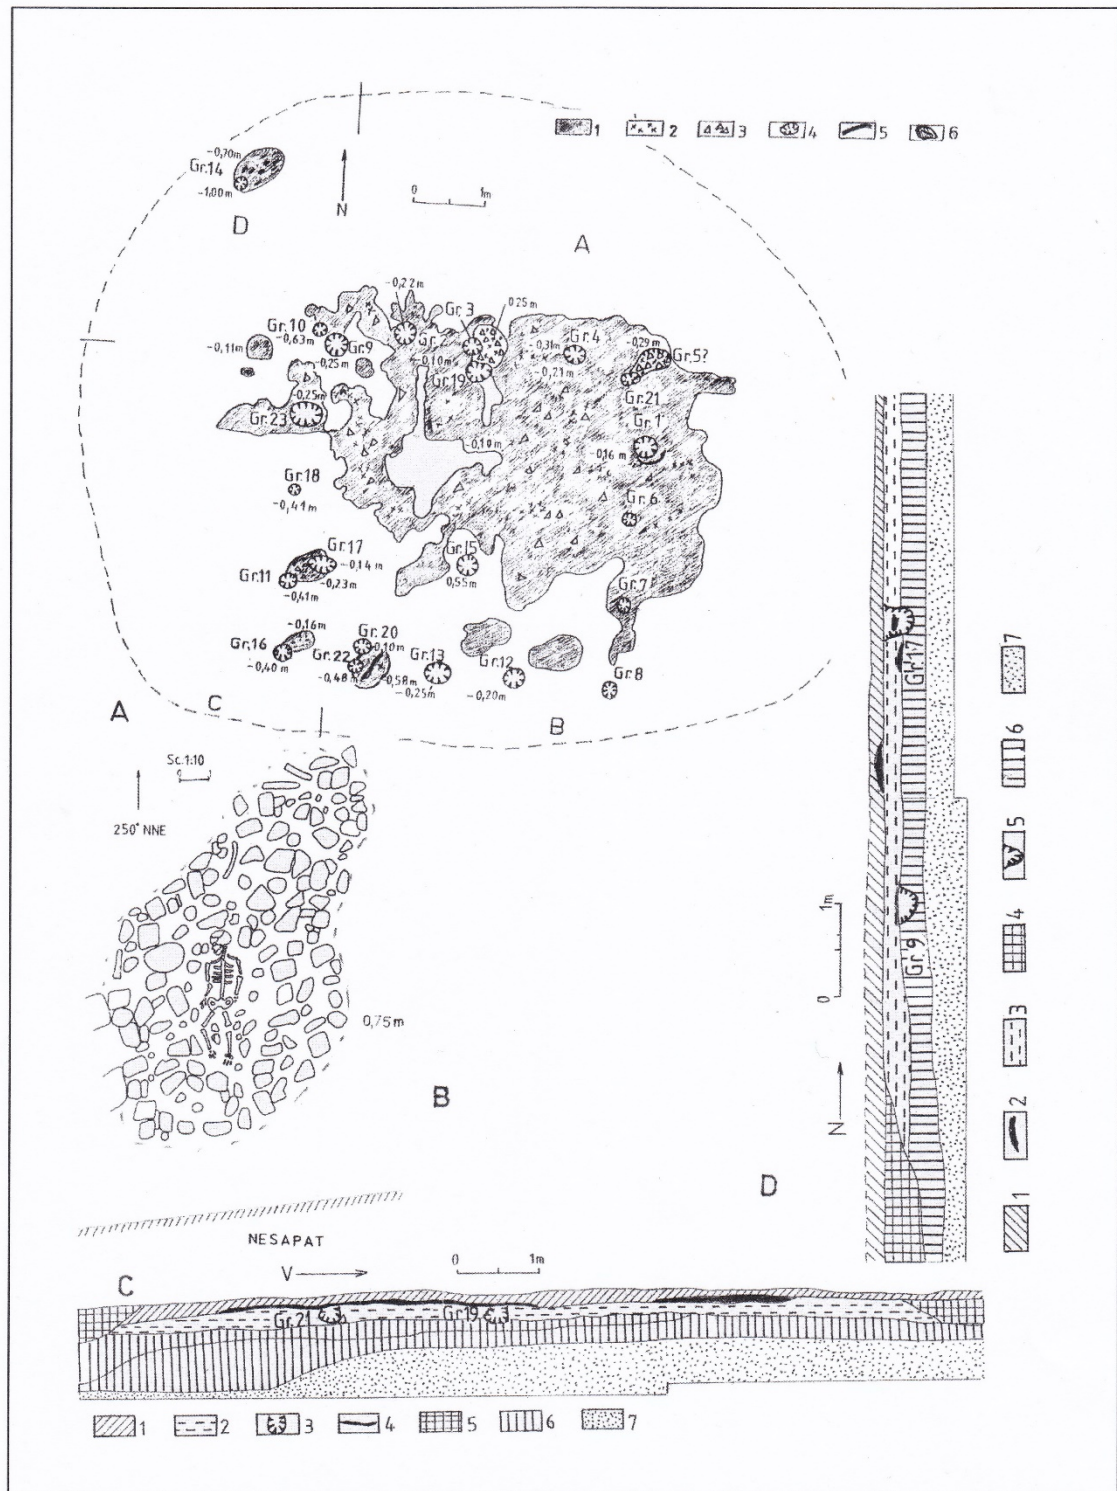 1 2 3 4 5 6
-0,70m
Gr.14
-1,00m
0 1m
N
D
A
-0,22m
Gr.3
0,25m
Gr.10
-0,63m
Gr.2
Gr.4
-0,29m
-0,11m
Gr.9
-0,10m
-0,31m
Gr.5?
-0,25m
Gr.19
-0,21m
Gr.21
-0,25m
Gr.23
Gr.1
-0,10m
-0,16m
Gr.18
-0,41m
Gr.6
Gr.17
-0,14m
Gr.15
Gr.11
-0,23m
0,55m
-0,41m
Gr.7
-0,16m
Gr.20
Gr.16
0,10m
Gr.13
Gr.12
-0,40m
Gr.22
-0,48m
-0,58m
-0,25m
-0,20m
Gr.8
A
C
B
Sc.1:10
250° NNE
0,75m
B
Gr.17
Gr.9
0 1m
N
D
7
6
5
4
3
2
1
NESAPAT
V
0 1m
C
Gr.21
Gr.19
1 2 3 4 5 6 7